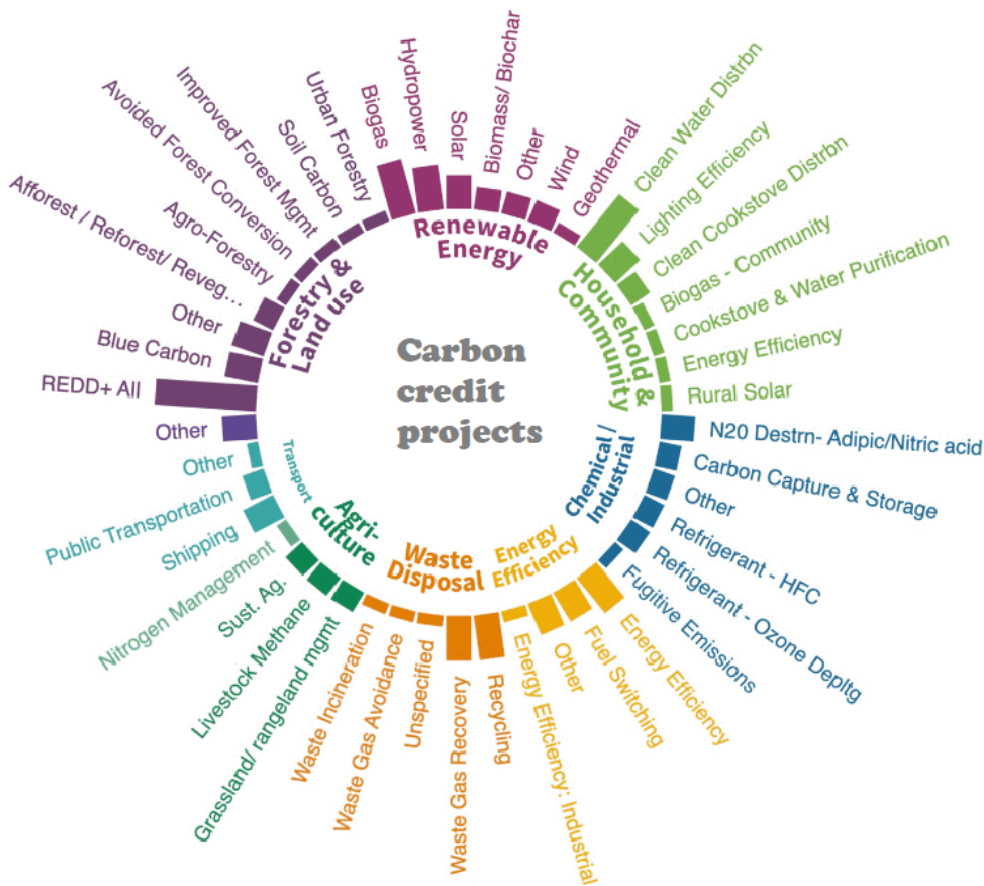 Carbon
credit
projects
Renewable
Energy
Biogas
Hydropower
Solar
Biomass/ Biochar
Other
Wind
Geothermal
Household &
Community
Clean Water Distrbn
Lighting Efficiency
Clean Cookstove Distrbn
Biogas - Community
Cookstove & Water Purification
Energy Efficiency
Rural Solar
Chemical /
Industrial
N20 Destrn- Adipic/Nitric acid
Carbon Capture & Storage
Other
Refrigerant - HFC
Refrigerant - Ozone Depltg
Fugitive Emissions
Energy
Efficiency
Energy Efficiency
Fuel Switching
Other
Energy Efficiency: Industrial
Waste
Disposal
Recycling
Waste Gas Recovery
Unspecified
Waste Gas Avoidance
Waste Incineration
Agri-
culture
Grassland/ rangeland mgmt
Livestock Methane
Sust. Ag.
Nitrogen Management
Transport
Shipping
Public Transportation
Other
Other
Forestry &
Land Use
REDD+ All
Blue Carbon
Other
Afforest / Reforest/ Reveg...
Agro-Forestry
Avoided Forest Conversion
Improved Forest Mgmt
Soil Carbon
Urban Forestry